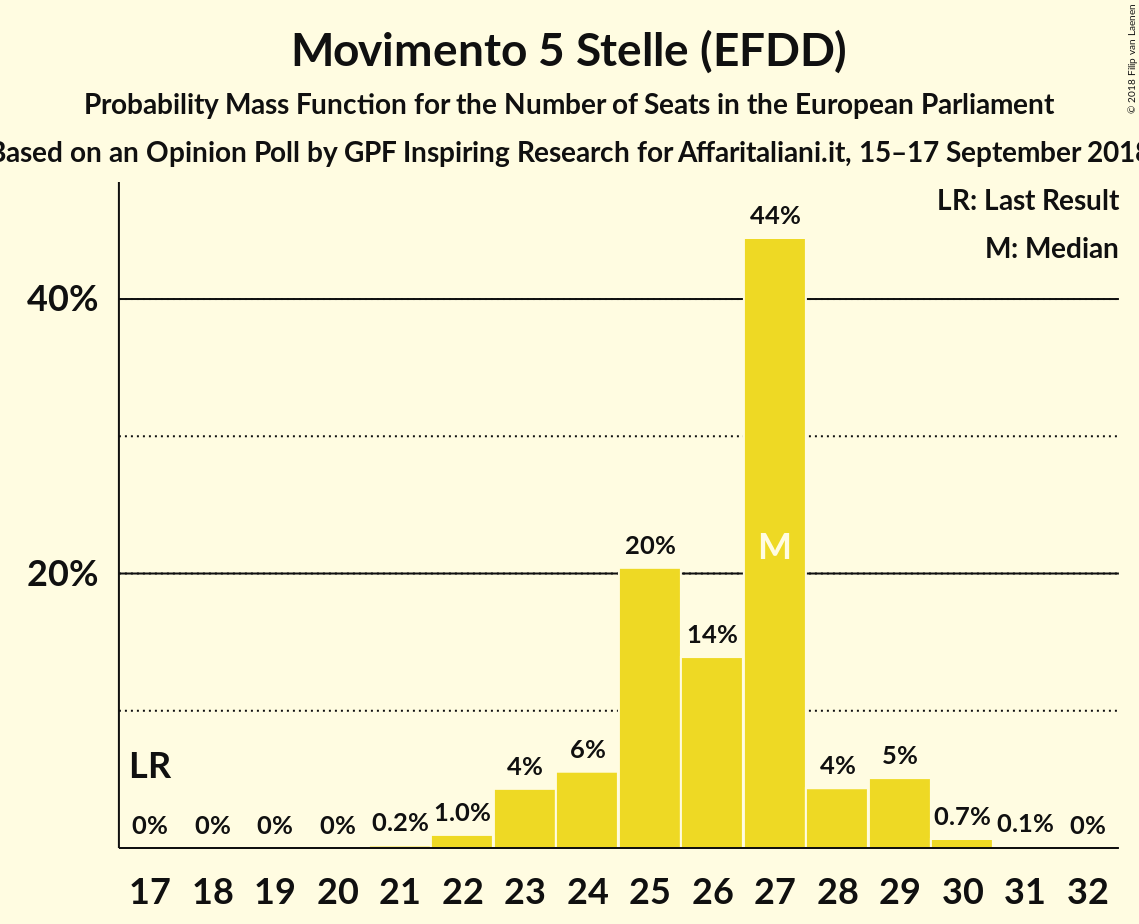 Movimento 5 Stelle (EFDD)
Probability Mass Function for the Number of Seats in the European Parliament
Based on an Opinion Poll by GPF Inspiring Research for Affaritaliani.it, 15–17 September 2018
© 2018 Filip van Laenen
LR: Last Result
M: Median
40%
20%
LR
M
0% 0% 0% 0% 0.2% 1.0% 4% 6% 20% 14% 44% 4% 5% 0.7% 0.1% 0%
17 18 19 20 21 22 23 24 25 26 27 28 29 30 31 32